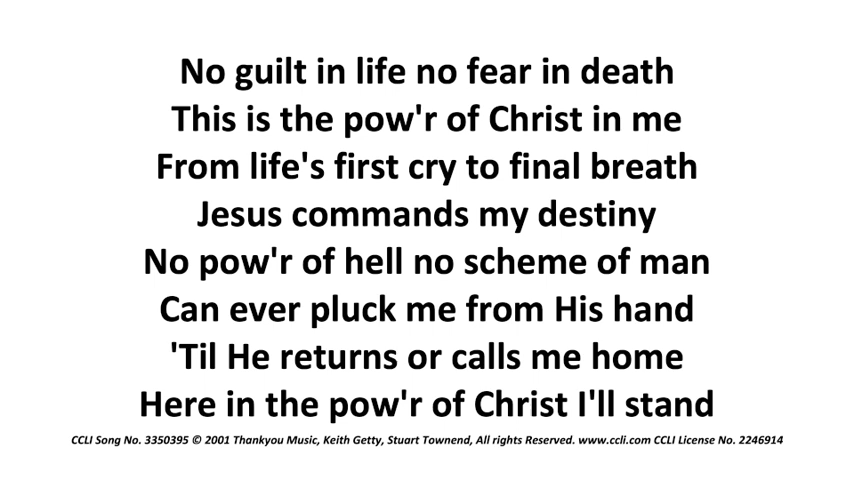 No guilt in life no fear in death
This is the pow'r of Christ in me
From life's first cry to final breath
Jesus commands my destiny
No pow'r of hell no scheme of man
Can ever pluck me from His hand
'Til He returns or calls me home
Here in the pow'r of Christ I'll stand
CCLI Song No. 3350395 © 2001 Thankyou Music, Keith Getty, Stuart Townend, All rights Reserved. www.ccli.com CCLI License No. 2246914